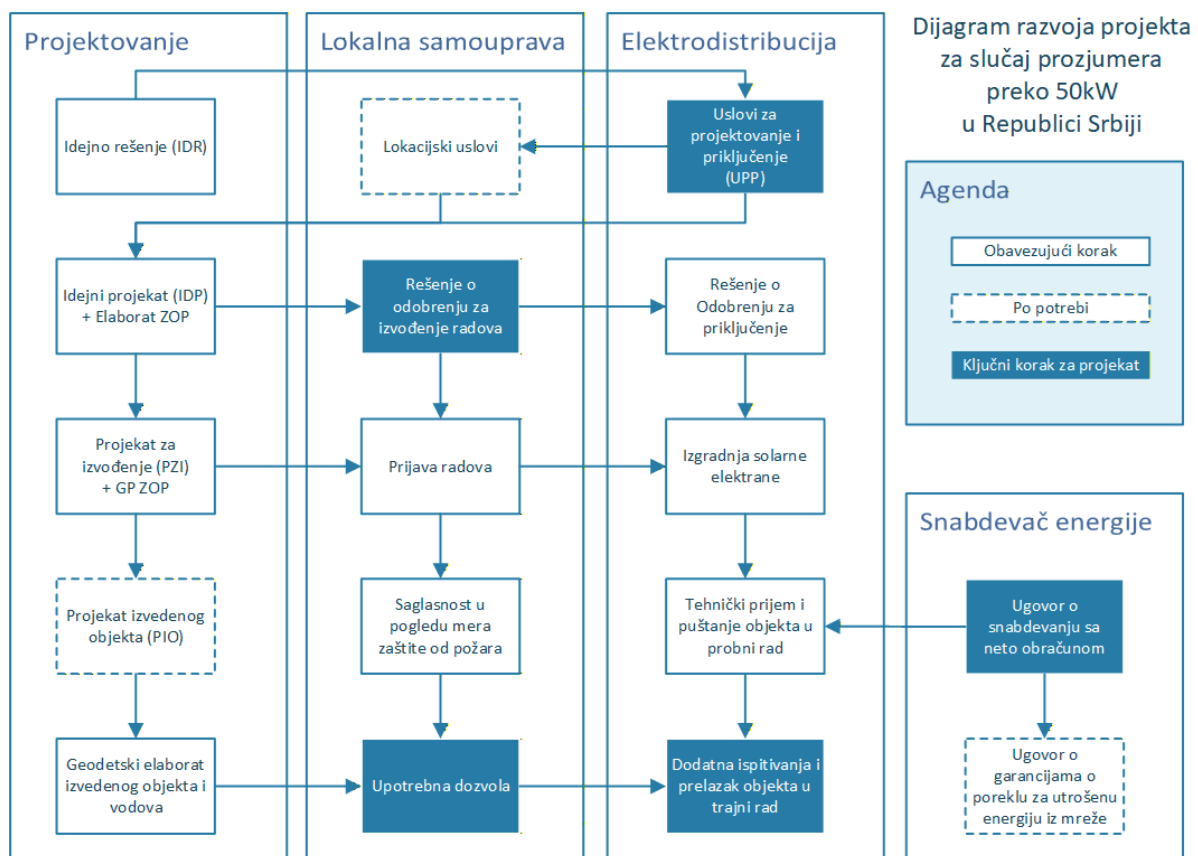 Projektovanje
Idejno rešenje (IDR)
Idejni projekat (IDP)
+ Elaborat ZOP
Projekat za
izvođenje (PZI)
+ GP ZOP
Projekat izvedenog
objekta (PIO)
Geodetski elaborat
izvedenog objekta i
vodova
Lokalna samouprava
Lokacijski uslovi
Rešenje o
odobrenju za
izvođenje radova
Prijava radova
Saglasnost u
pogledu mera
zaštite od požara
Upotrebna dozvola
Elektrodistribucija
Uslovi za
projektovanje i
priključenje
(UPP)
Rešenje o
Odobrenju za
priključenje
Izgradnja solarne
elektrane
Tehnički prijem i
puštanje objekta u
probni rad
Dodatna ispitivanja i
prelazak objekta u
trajni rad
Dijagram razvoja projekta
za slučaj prozjumera
preko 50kW
u Republici Srbiji
Agenda
Obavezujući korak
Po potrebi
Ključni korak za projekat
Snabdevač energije
Ugovor o
snabdevanju sa
neto obračunom
Ugovor o
garancijama o
poreklu za utrošenu
energiju iz mreže